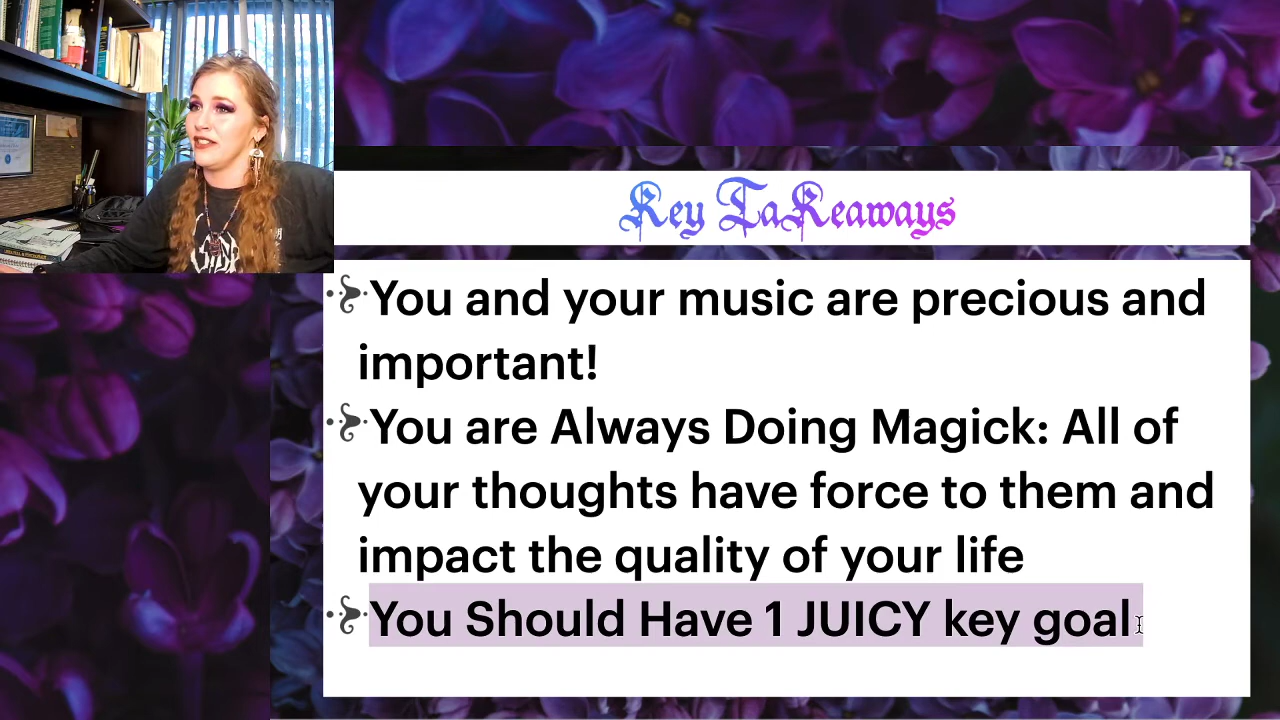 Key TaKeaways
You and your music are precious and
important!
You are Always Doing Magick: All of
your thoughts have force to them and
impact the quality of your life
You Should Have 1 JUICY key goal